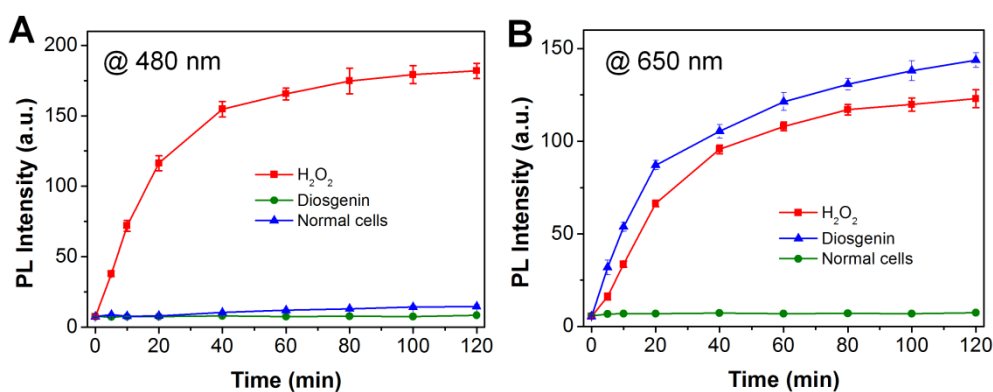 A
@ 480 nm
PL Intensity (a.u.)
200
150
100
50
0
H₂O₂
Diosgenin
Normal cells
0 20 40 60 80 100 120
Time (min)
B
@ 650 nm
PL Intensity (a.u.)
150
100
50
0
H₂O₂
Diosgenin
Normal cells
0 20 40 60 80 100 120
Time (min)